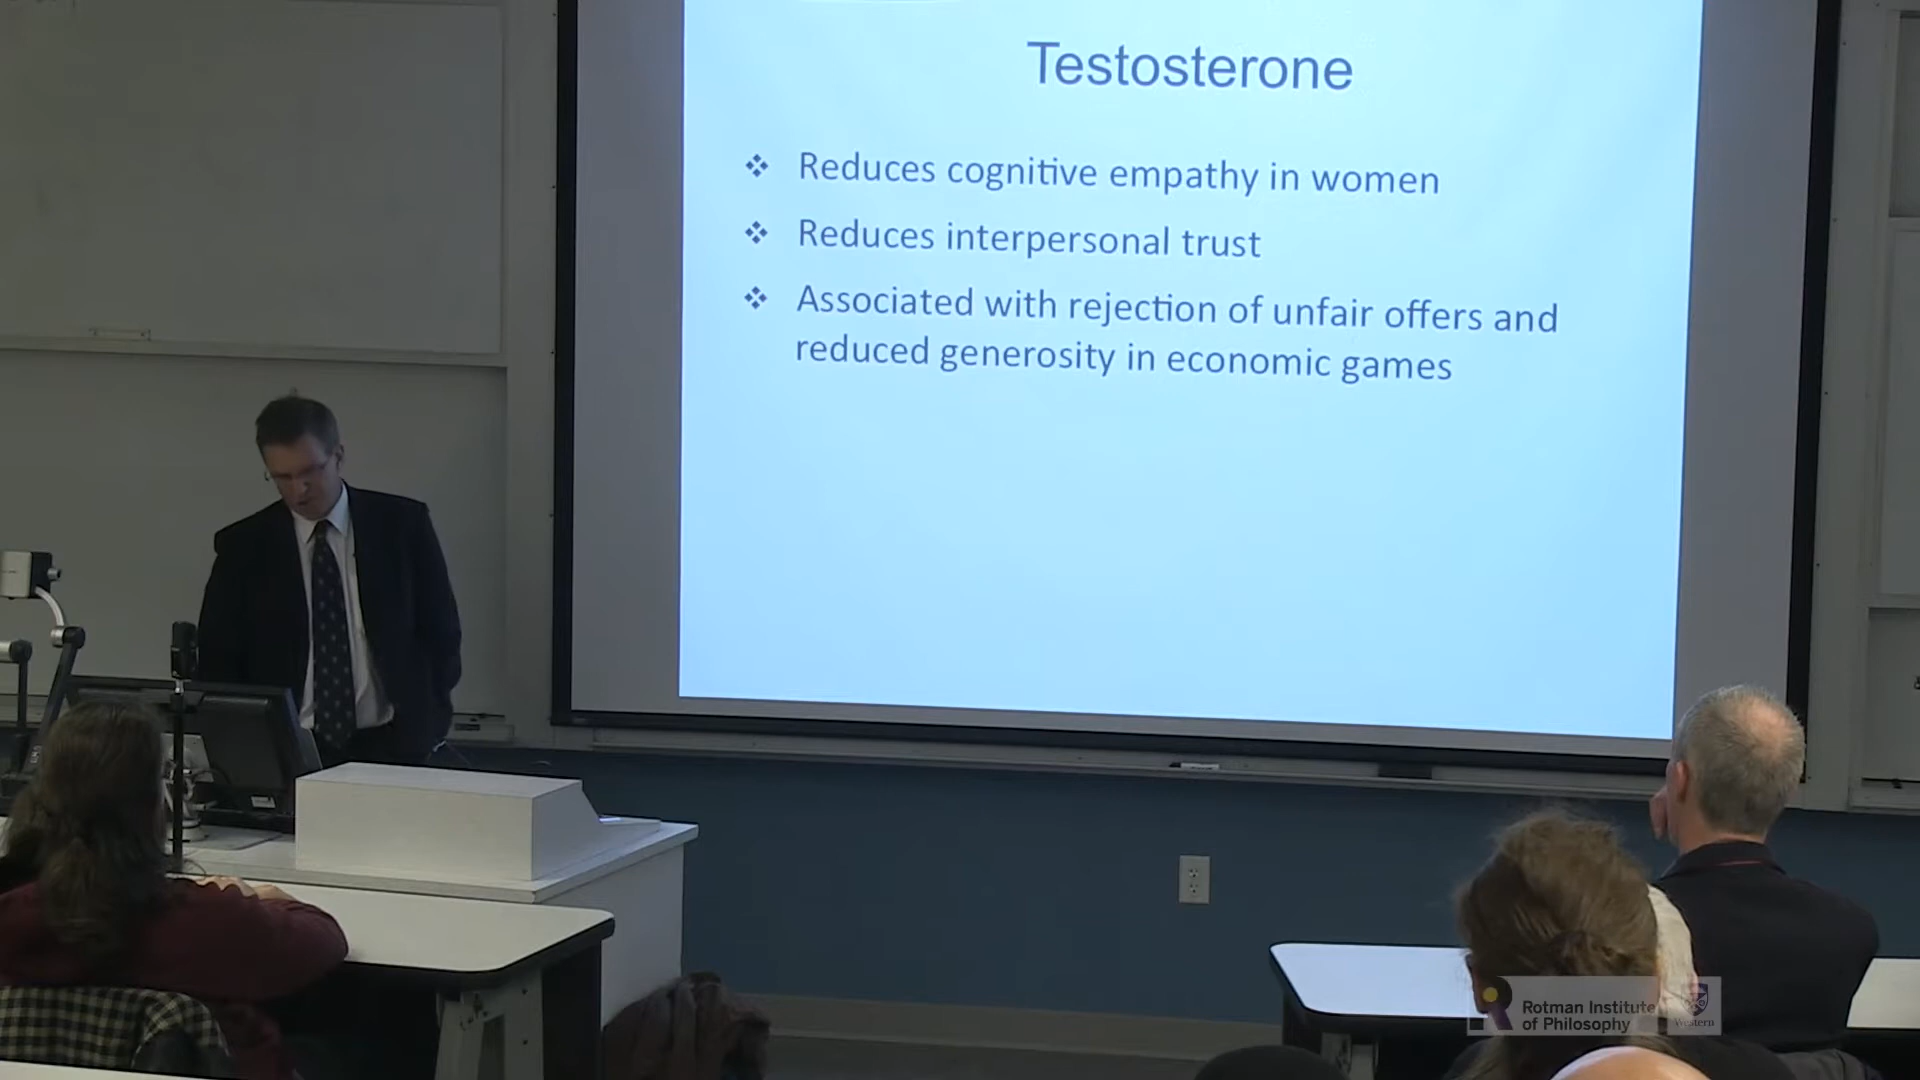 Testosterone
❖ Reduces cognitive empathy in women
❖ Reduces interpersonal trust
❖ Associated with rejection of unfair offers and
reduced generosity in economic games
Rotman Institute
of Philosophy
Western